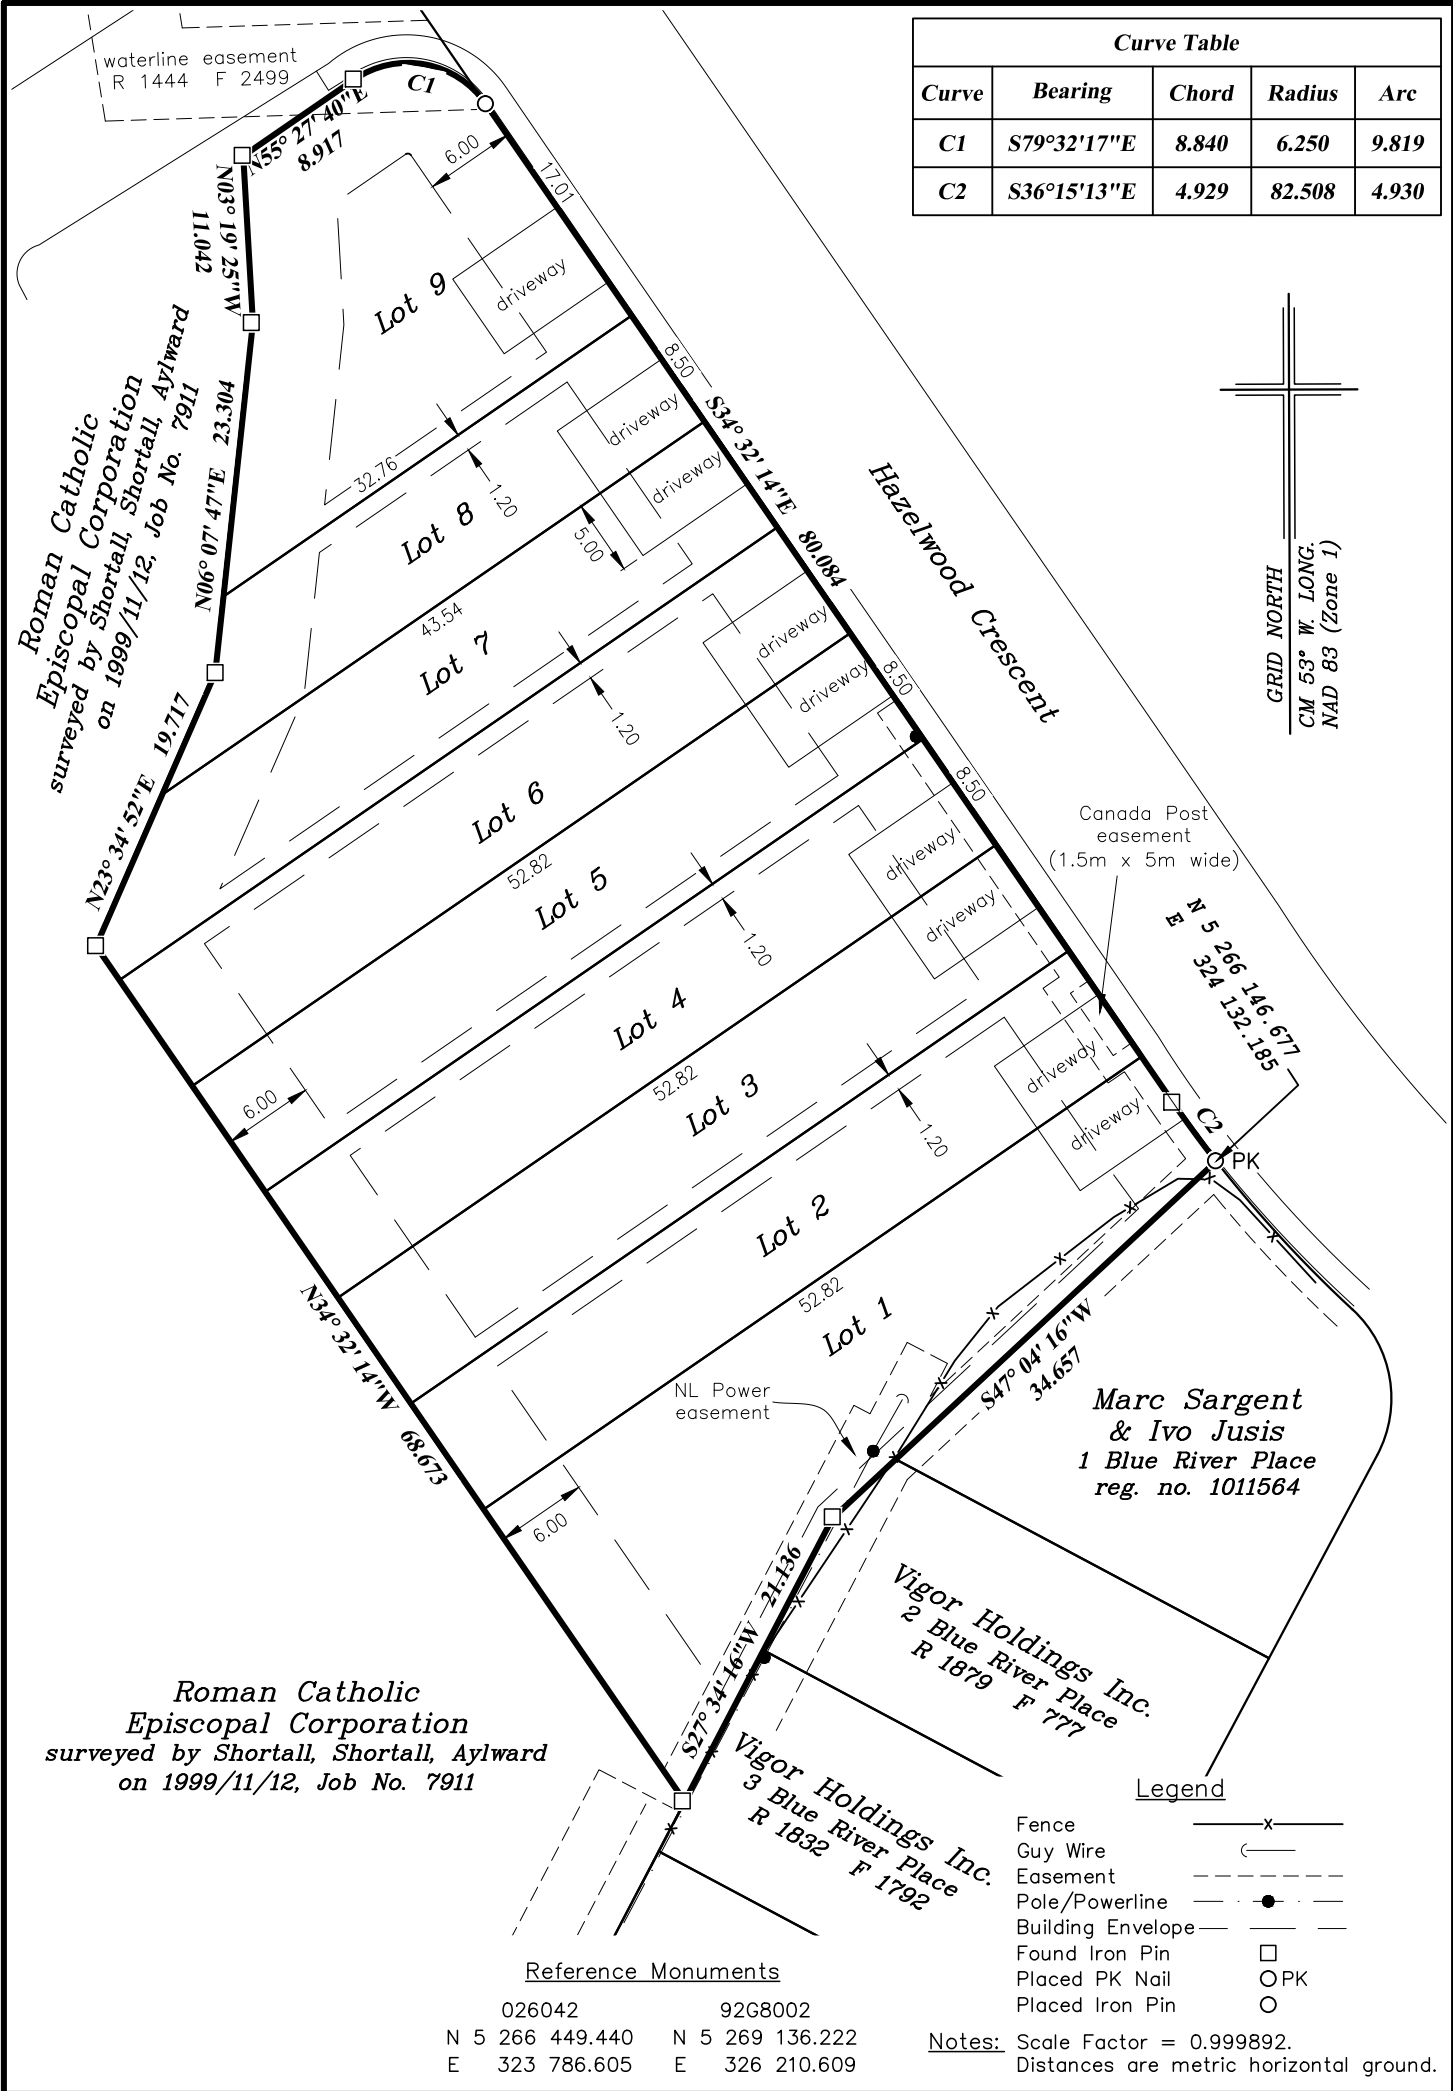 Curve Table
Curve Bearing Chord Radius Arc
C1 S79°32'17"E 8.840 6.250 9.819
C2 S36°15'13"E 4.929 82.508 4.930
waterline easement
R 1444 F 2499
C1
N55° 27' 40"E
8.917
6.00
17.01
N03° 19' 25"W
11.042
Lot 9
driveway
Roman Catholic
Episcopal Corporation
surveyed by Shortall, Shortall, Aylward
on 1999/11/12, Job No. 7911
N06° 07' 47"E 23.304
8.50
S34° 32' 14"E 80.084
driveway
32.76
Lot 8
1.20
driveway
5.00
Hazelwood Crescent
GRID NORTH
CM 53° W. LONG.
NAD 83 (Zone 1)
43.54
Lot 7
driveway
1.20
driveway
8.50
N23° 34' 52"E 19.717
Lot 6
52.82
8.50
Canada Post
easement
(1.5m x 5m wide)
Lot 5
driveway
1.20
driveway
N 5 266 146.677
E 324 132.185
Lot 4
6.00
52.82
Lot 3
driveway
driveway
1.20
C2
PK
Lot 2
52.82
Lot 1
N34° 32' 14"W 68.673
S47° 04' 16"W
34.657
NL Power
easement
Marc Sargent
& Ivo Jusis
1 Blue River Place
reg. no. 1011564
6.00
S27° 34' 16"W 21.136
Vigor Holdings Inc.
2 Blue River Place
R 1879 F 777
Roman Catholic
Episcopal Corporation
surveyed by Shortall, Shortall, Aylward
on 1999/11/12, Job No. 7911
Vigor Holdings Inc.
3 Blue River Place
R 1832 F 1792
Legend
Fence x
Guy Wire
Easement
Pole/Powerline
Building Envelope
Found Iron Pin
Placed PK Nail PK
Placed Iron Pin
Reference Monuments
026042 92G8002
N 5 266 449.440 N 5 269 136.222
E 323 786.605 E 326 210.609
Notes: Scale Factor = 0.999892.
Distances are metric horizontal ground.